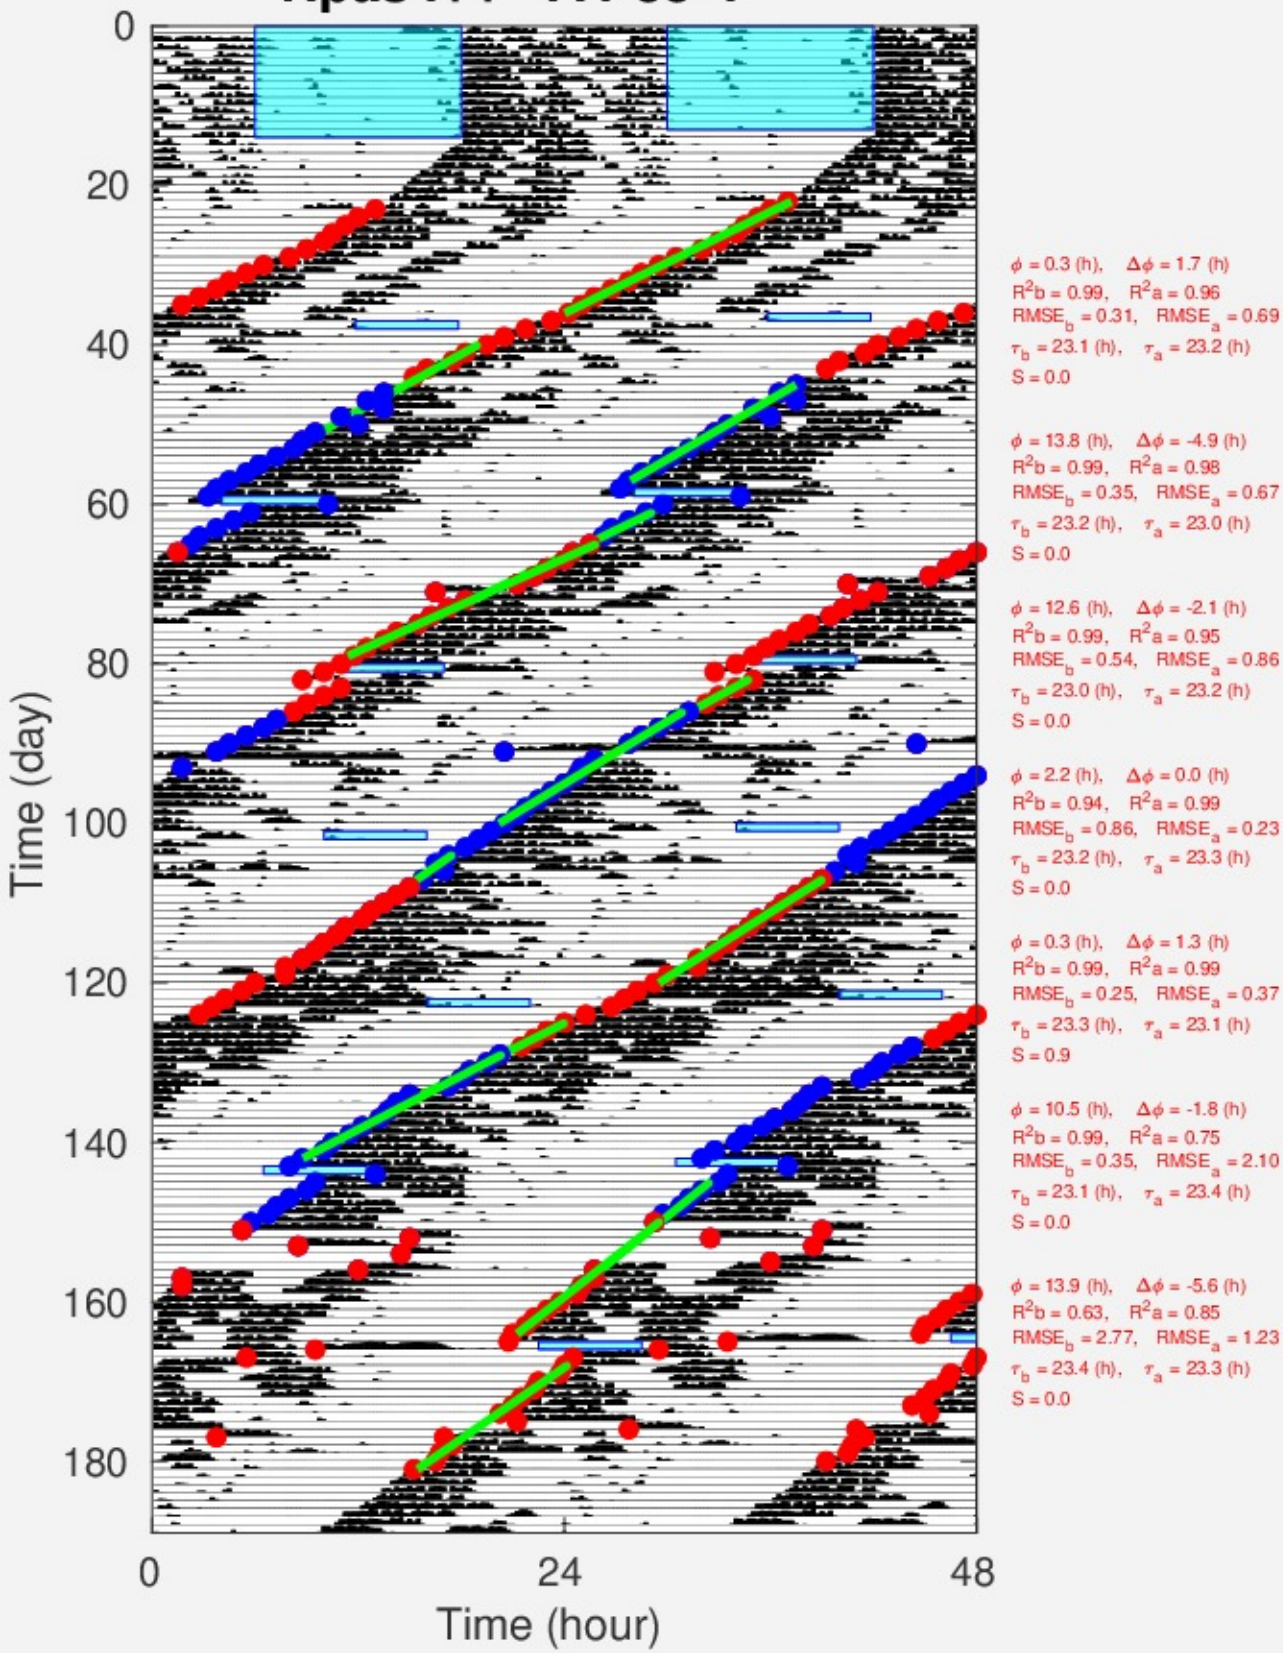 0
20
40
60
80
100
120
140
160
180
Time (day)
0
24
48
Time (hour)
ϕ = 0.3 (h), Δϕ = 1.7 (h)
R²b = 0.99, R²a = 0.96
RMSE_b = 0.31, RMSE_a = 0.69
τ_b = 23.1 (h), τ_a = 23.2 (h)
S = 0.0
ϕ = 13.8 (h), Δϕ = -4.9 (h)
R²b = 0.99, R²a = 0.98
RMSE_b = 0.35, RMSE_a = 0.67
τ_b = 23.2 (h), τ_a = 23.0 (h)
S = 0.0
ϕ = 12.6 (h), Δϕ = -2.1 (h)
R²b = 0.99, R²a = 0.95
RMSE_b = 0.54, RMSE_a = 0.86
τ_b = 23.0 (h), τ_a = 23.2 (h)
S = 0.0
ϕ = 2.2 (h), Δϕ = 0.0 (h)
R²b = 0.94, R²a = 0.99
RMSE_b = 0.86, RMSE_a = 0.23
τ_b = 23.2 (h), τ_a = 23.3 (h)
S = 0.0
ϕ = 0.3 (h), Δϕ = 1.3 (h)
R²b = 0.99, R²a = 0.99
RMSE_b = 0.25, RMSE_a = 0.37
τ_b = 23.3 (h), τ_a = 23.1 (h)
S = 0.9
ϕ = 10.5 (h), Δϕ = -1.8 (h)
R²b = 0.99, R²a = 0.75
RMSE_b = 0.35, RMSE_a = 2.10
τ_b = 23.1 (h), τ_a = 23.4 (h)
S = 0.0
ϕ = 13.9 (h), Δϕ = -5.6 (h)
R²b = 0.63, R²a = 0.85
RMSE_b = 2.77, RMSE_a = 1.23
τ_b = 23.4 (h), τ_a = 23.3 (h)
S = 0.0